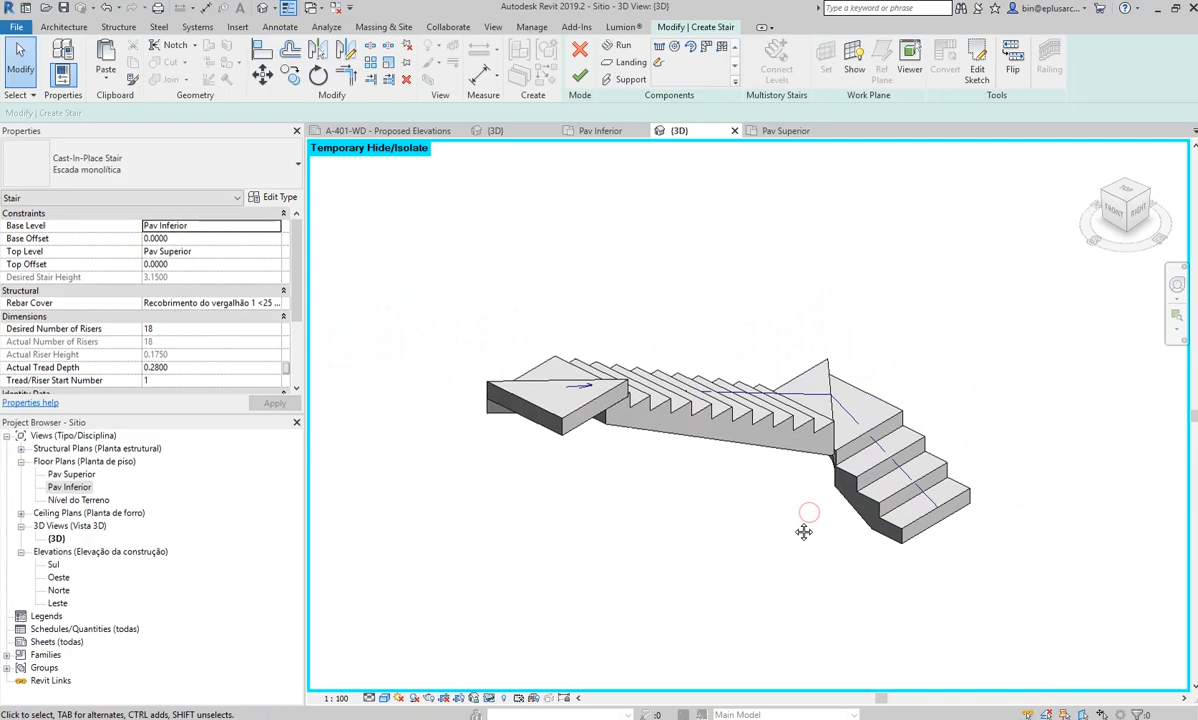 Autodesk Revit 2019.2 - Sitio - 3D View: {3D}
Type a keyword or phrase
bin@eplusarc...
File Architecture Structure Steel Systems Insert Annotate Analyze Massing & Site Collaborate View Manage Add-Ins Lumion® Modify | Create Stair
Modify
Properties
Paste
Notch
Cut
Join
Run
Landing
Support
Connect Levels
Set
Show
Ref Plane
Viewer
Convert
Edit Sketch
Flip
Railing
Select Properties Clipboard Geometry Modify View Measure Create Mode Components Multistory Stairs Work Plane Tools
Modify | Create Stair
Properties
Cast-In-Place Stair
Escada monolítica
Stair
Edit Type
Constraints
Base Level Pav Inferior
Base Offset 0.0000
Top Level Pav Superior
Top Offset 0.0000
Desired Stair Height 3.1500
Structural
Rebar Cover Recobrimento do vergalhão 1 <25 ...
Dimensions
Desired Number of Risers 18
Actual Number of Risers 18
Actual Riser Height 0.1750
Actual Tread Depth 0.2800
Tread/Riser Start Number 1
Identity Data
Properties help
Apply
Project Browser - Sitio
Views (Tipo/Disciplina)
Structural Plans (Planta estrutural)
Floor Plans (Planta de piso)
Pav Superior
Pav Inferior
Nível do Terreno
Ceiling Plans (Planta de forro)
3D Views (Vista 3D)
{3D}
Elevations (Elevação da construção)
Sul
Oeste
Norte
Leste
Legends
Schedules/Quantities (todas)
Sheets (todas)
Families
Groups
Revit Links
A-401-WD - Proposed Elevations
{3D}
Pav Inferior
{3D}
Pav Superior
Temporary Hide/Isolate
TOP
FRONT
RIGHT
1 : 100
Click to select, TAB for alternates, CTRL adds, SHIFT unselects.
:0
Main Model
:0